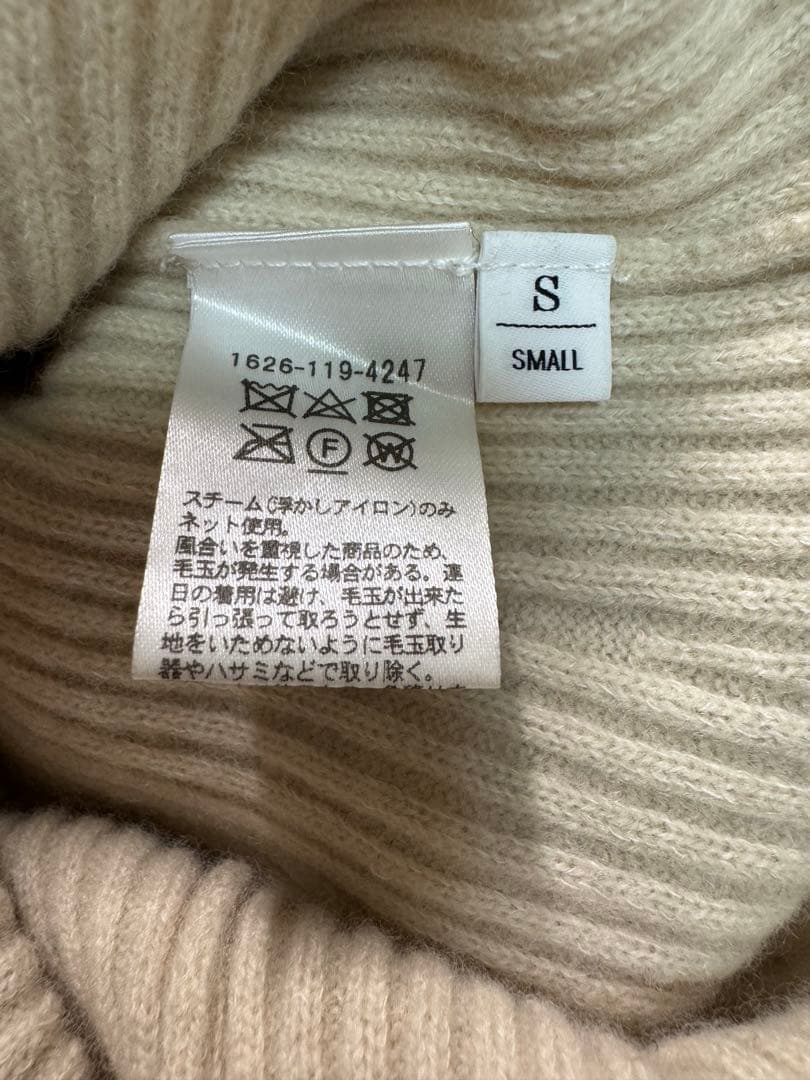 1626-119-4247
S
SMALL
F
W
スチーム(浮かしアイロン)のみ
ネット使用。
風合いを重視した商品のため、
毛玉が発生する場合がある。連
日の着用は避け、毛玉が出来た
ら引っ張って取ろうとせず、生
地をいためないように毛玉取り
器やハサミなどで取り除く。